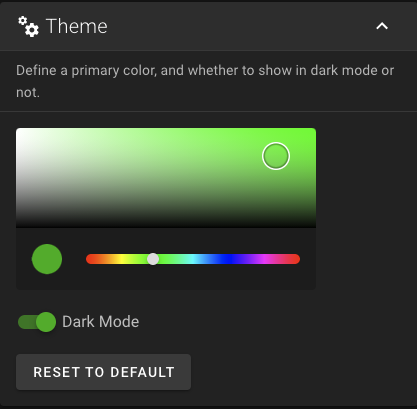 Theme
Define a primary color, and whether to show in dark mode or
not.
Dark Mode
RESET TO DEFAULT